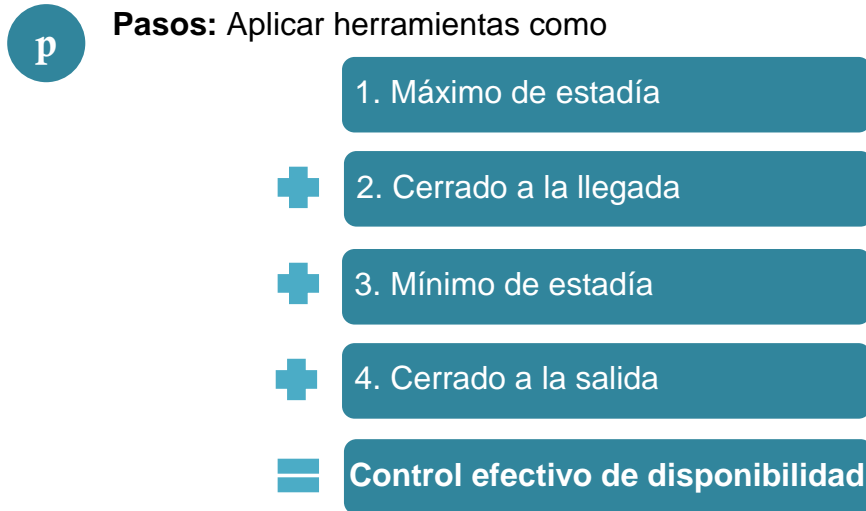 p
Pasos: Aplicar herramientas como
1. Máximo de estadía
2. Cerrado a la llegada
3. Mínimo de estadía
4. Cerrado a la salida
Control efectivo de disponibilidad